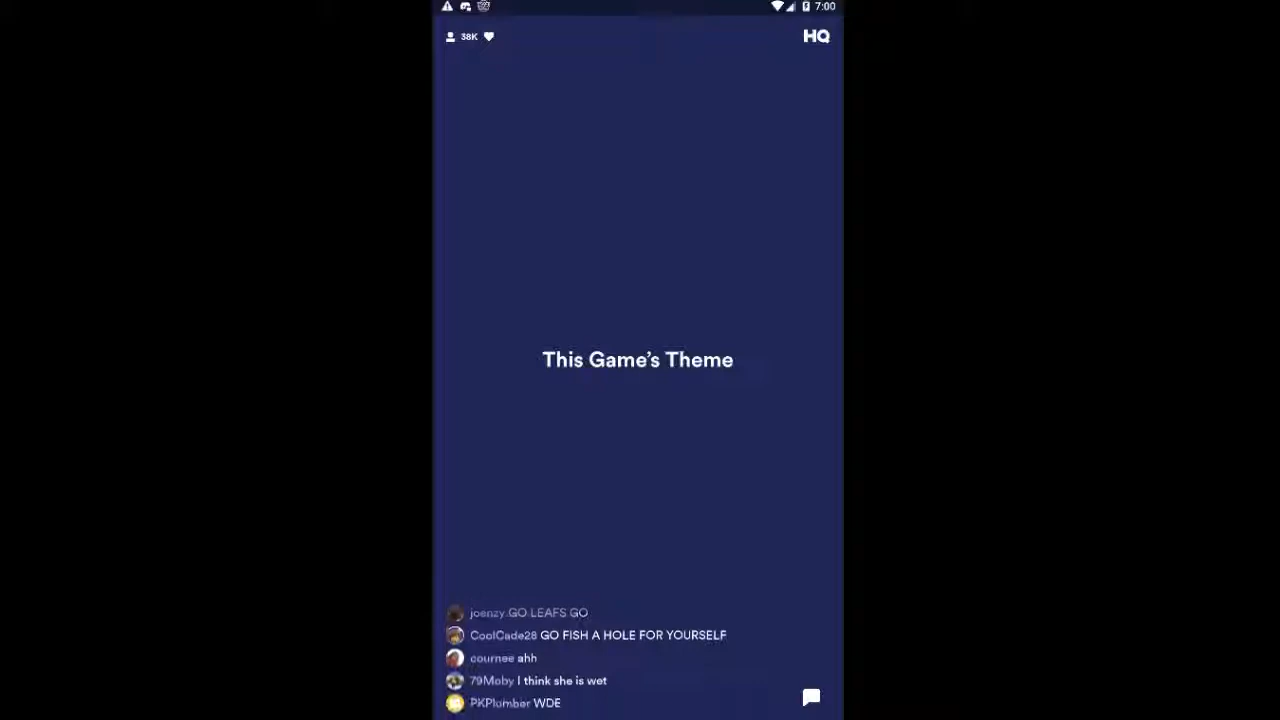 7:00
38K
HQ
This Game's Theme
joenzy GO LEAFS GO
CoolCade28 GO FISH A HOLE FOR YOURSELF
cournee ahh
79Moby I think she is wet
PKPlumber WDE